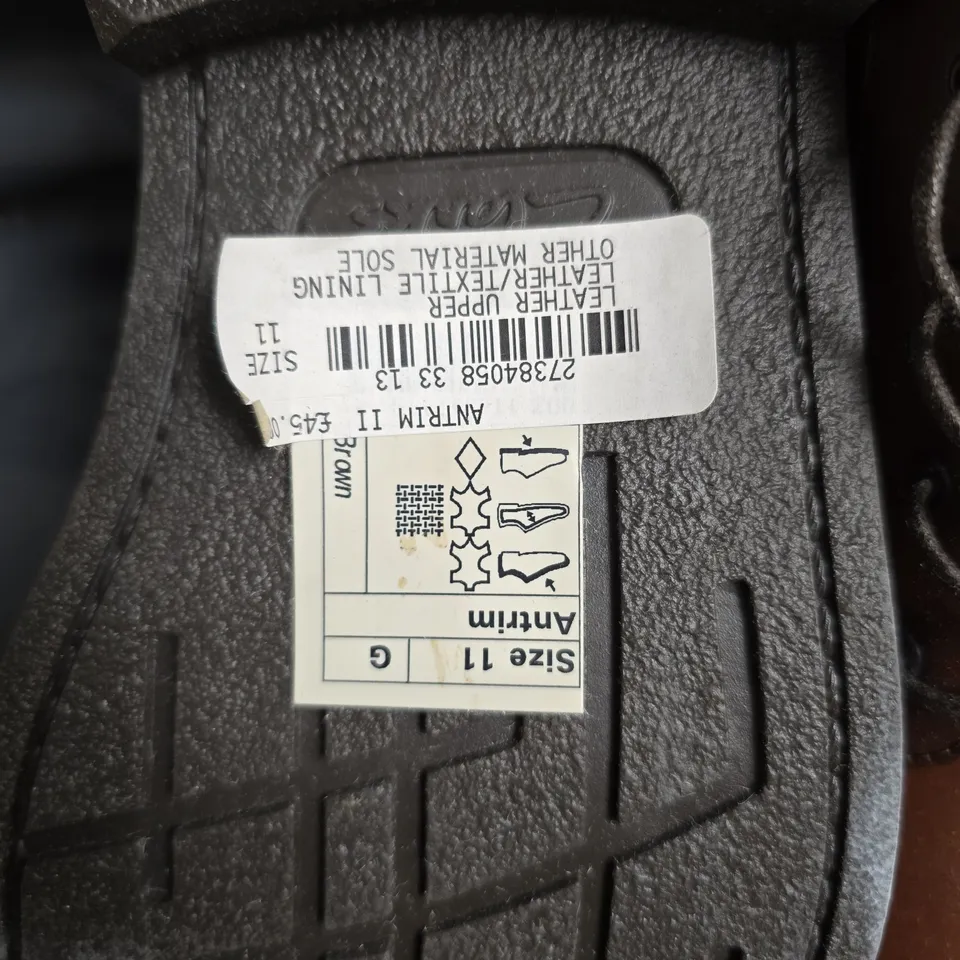 Size 11 G
Antrim
Brown
ANTRIM II £45.0
27384058 33 13
SIZE
11
LEATHER UPPER
LEATHER/TEXTILE LINING
OTHER MATERIAL SOLE
Clarks